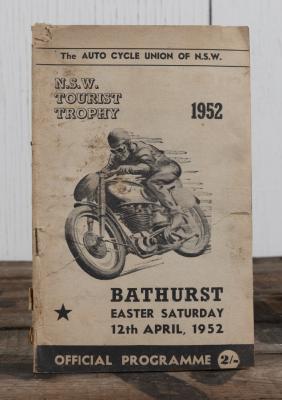 The AUTO CYCLE UNION OF N.S.W.
N.S.W.
TOURIST
TROPHY
1952
BATHURST
EASTER SATURDAY
12th APRIL, 1952
OFFICIAL PROGRAMME 2/-